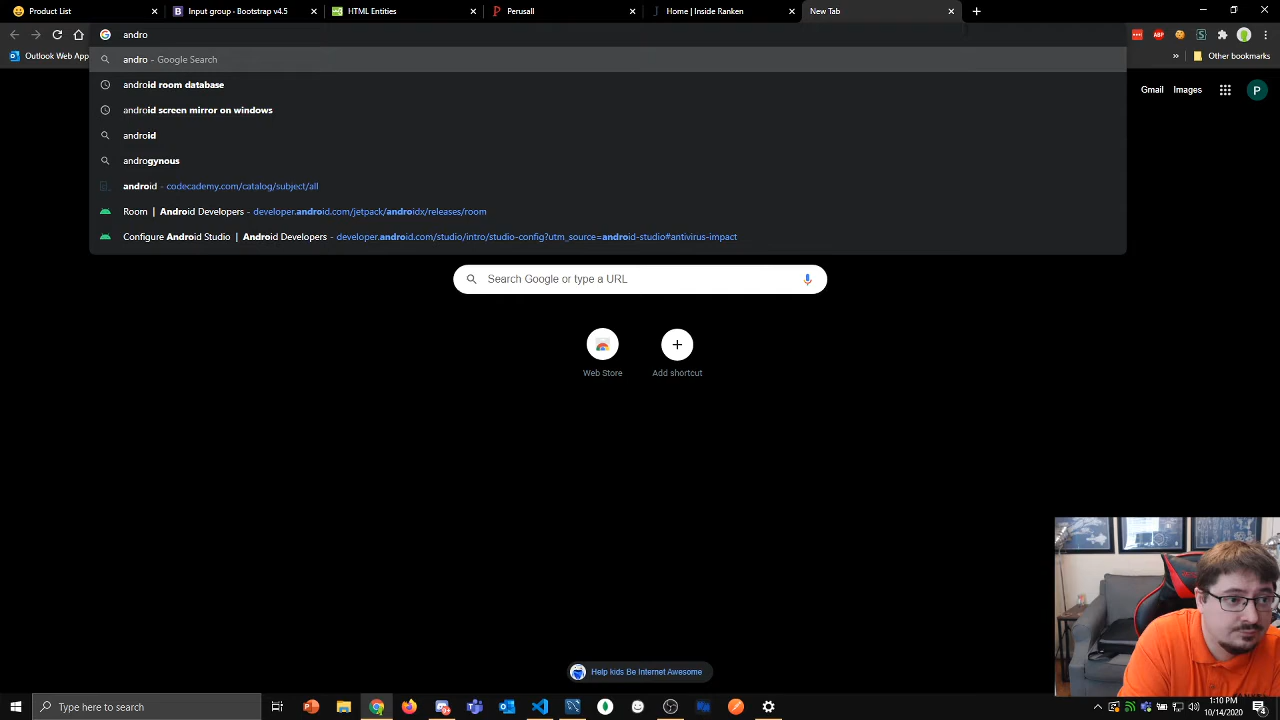 Product List
Input group · Bootstrap v4.5
HTML Entities
Perusall
Home | Inside Ranken
New Tab
andro
Outlook Web App
»
Other bookmarks
andro - Google Search
android room database
android screen mirror on windows
android
androgynous
android - codecademy.com/catalog/subject/all
Room | Android Developers - developer.android.com/jetpack/androidx/releases/room
Configure Android Studio | Android Developers - developer.android.com/studio/intro/studio-config?utm_source=android-studio#antivirus-impact
Gmail
Images
P
Search Google or type a URL
Web Store
Add shortcut
Help kids Be Internet Awesome
Type here to search
1:10 PM
10/14/2020